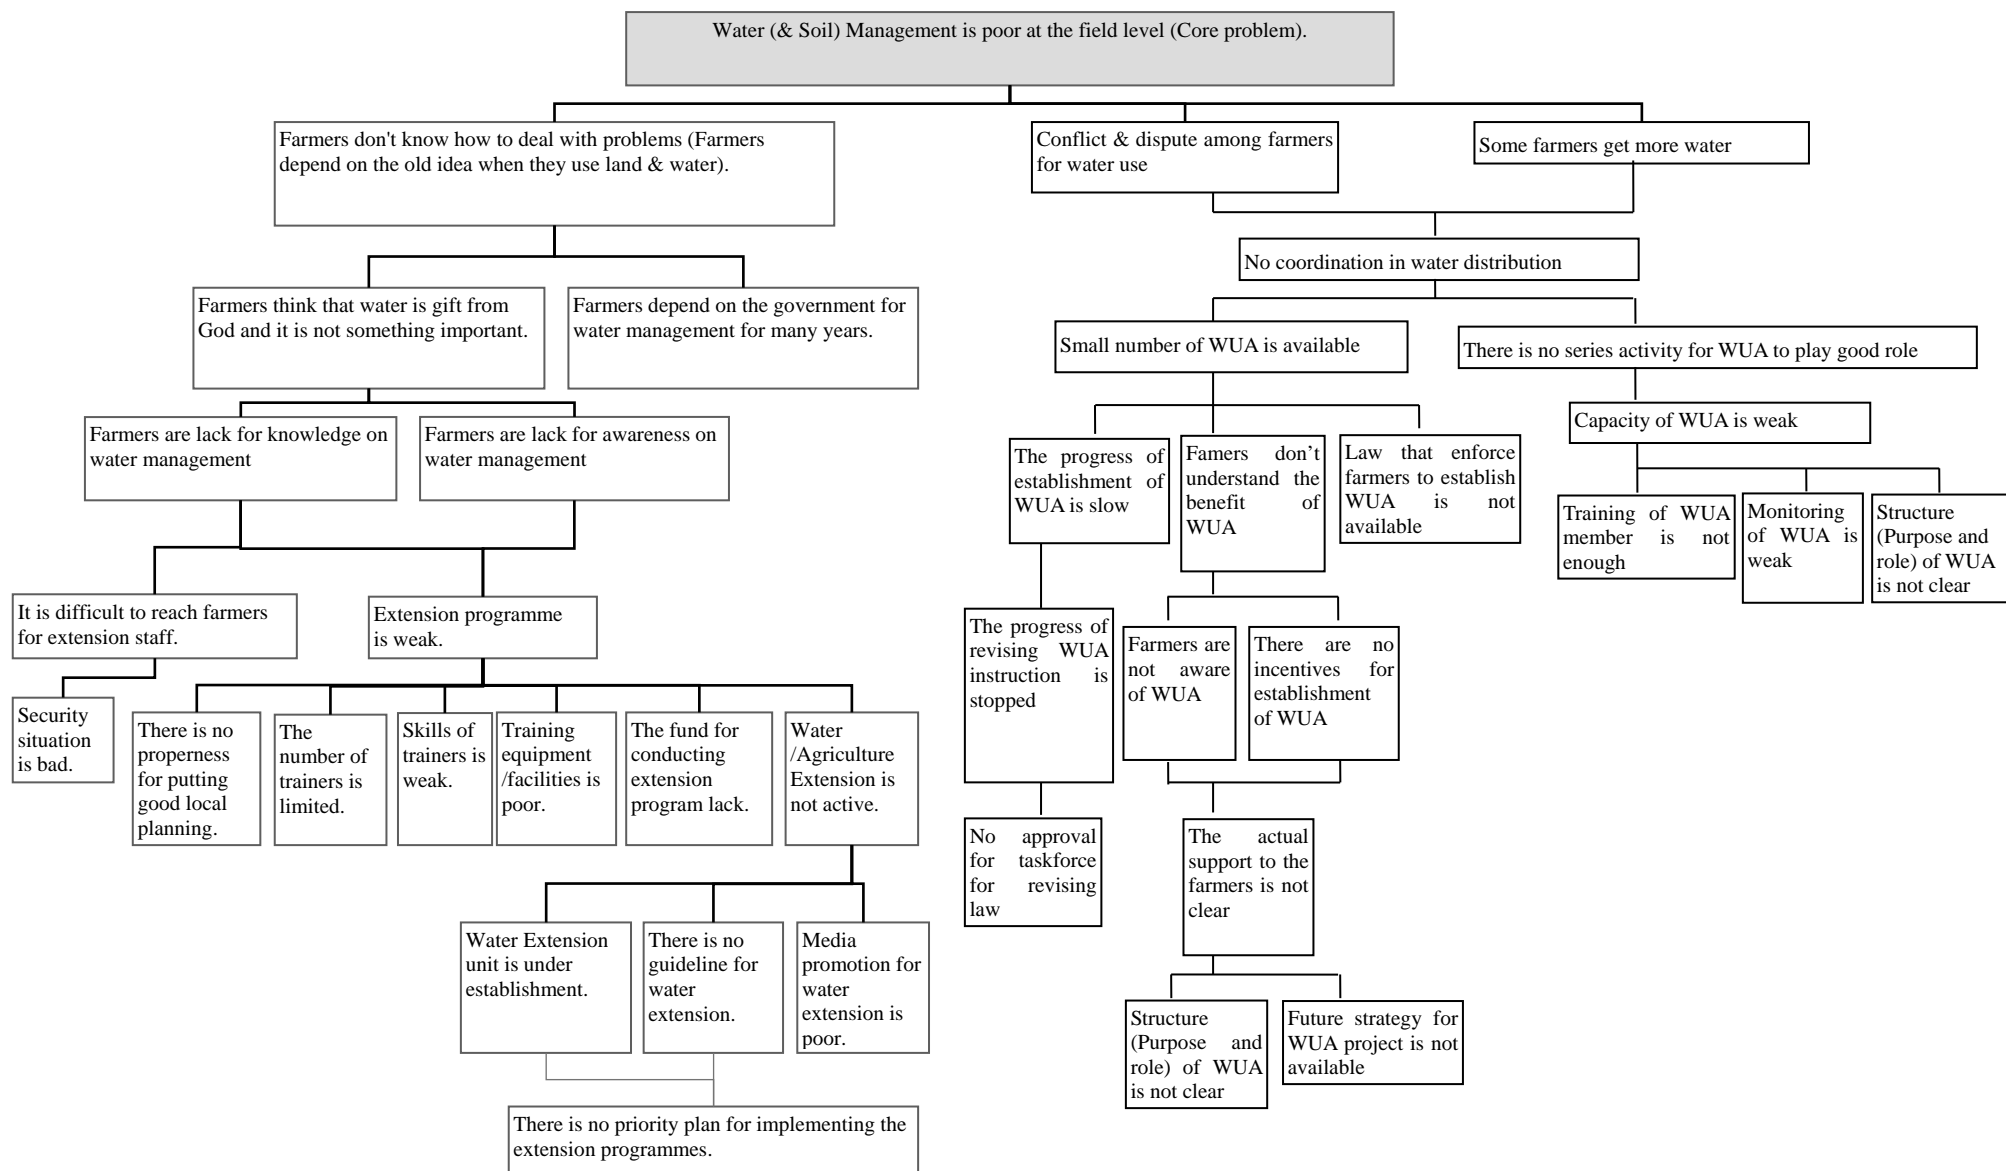 Water (& Soil) Management is poor at the field level (Core problem).
Farmers don't know how to deal with problems (Farmers
depend on the old idea when they use land & water).
Conflict & dispute among farmers
for water use
Some farmers get more water
No coordination in water distribution
Farmers think that water is gift from
God and it is not something important.
Farmers depend on the government for
water management for many years.
Small number of WUA is available
There is no series activity for WUA to play good role
Farmers are lack for knowledge on
water management
Farmers are lack for awareness on
water management
Capacity of WUA is weak
The progress of
establishment of
WUA is slow
Famers don’t
understand the
benefit of
WUA
Law that enforce
farmers to establish
WUA is not
available
Training of WUA
member is not
enough
Monitoring
of WUA is
weak
Structure
(Purpose and
role) of WUA
is not clear
It is difficult to reach farmers
for extension staff.
Extension programme
is weak.
The progress of
revising WUA
instruction is
stopped
Farmers are
not aware
of WUA
There are no
incentives for
establishment
of WUA
Security
situation
is bad.
There is no
properness
for putting
good local
planning.
The
number of
trainers is
limited.
Skills of
trainers is
weak.
Training
equipment
/facilities is
poor.
The fund for
conducting
extension
program lack.
Water
/Agriculture
Extension is
not active.
No approval
for taskforce
for revising
law
The actual
support to the
farmers is not
clear
Water Extension
unit is under
establishment.
There is no
guideline for
water
extension.
Media
promotion for
water
extension is
poor.
Structure
(Purpose and
role) of WUA
is not clear
Future strategy for
WUA project is not
available
There is no priority plan for implementing the
extension programmes.